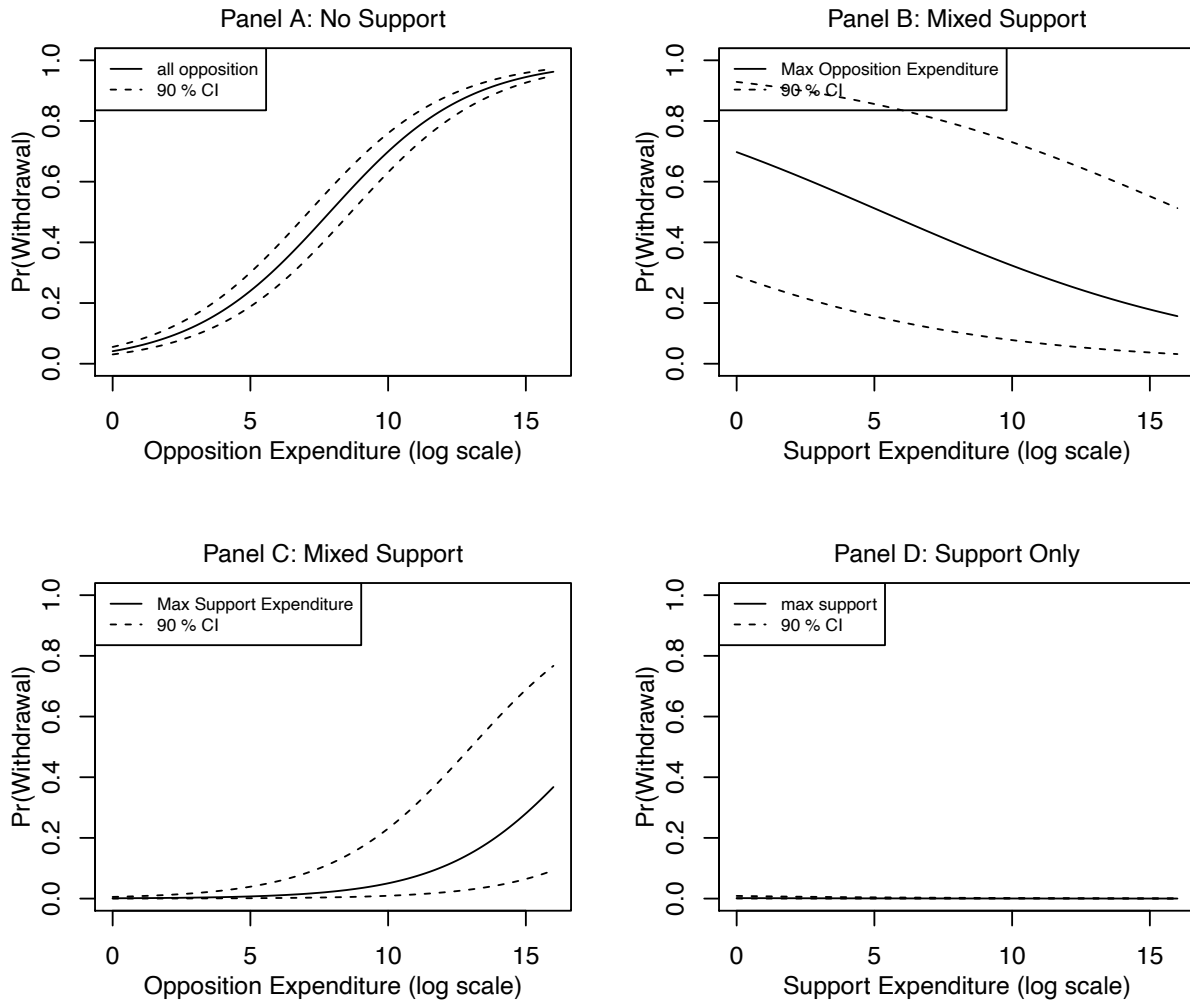 Panel A: No Support
all opposition
90 % CI
Pr(Withdrawal)
0.0 0.2 0.4 0.6 0.8 1.0
0 5 10 15
Opposition Expenditure (log scale)
Panel B: Mixed Support
Max Opposition Expenditure
90 % CI
Pr(Withdrawal)
0.0 0.2 0.4 0.6 0.8 1.0
0 5 10 15
Support Expenditure (log scale)
Panel C: Mixed Support
Max Support Expenditure
90 % CI
Pr(Withdrawal)
0.0 0.2 0.4 0.6 0.8 1.0
0 5 10 15
Opposition Expenditure (log scale)
Panel D: Support Only
max support
90 % CI
Pr(Withdrawal)
0.0 0.2 0.4 0.6 0.8 1.0
0 5 10 15
Support Expenditure (log scale)